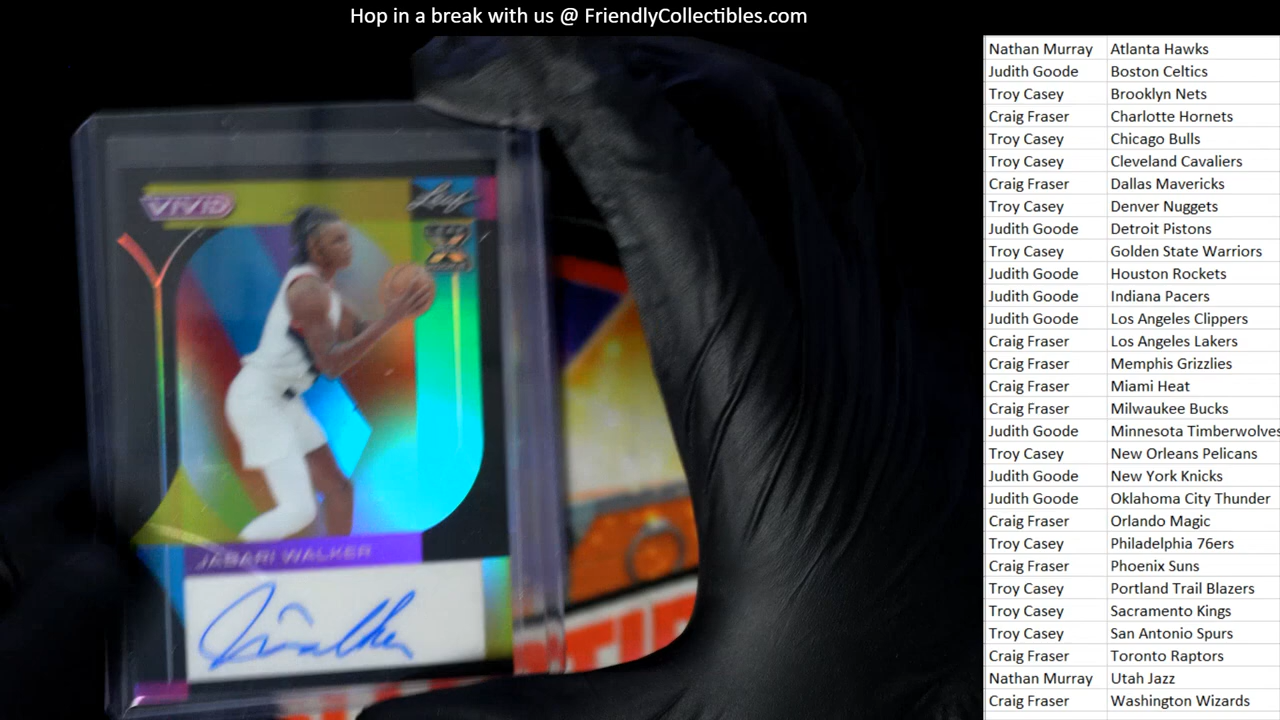 Hop in a break with us @ FriendlyCollectibles.com
VIVID
Leaf
JABARI WALKER
J Walker
Nathan Murray Atlanta Hawks
Judith Goode Boston Celtics
Troy Casey Brooklyn Nets
Craig Fraser Charlotte Hornets
Troy Casey Chicago Bulls
Troy Casey Cleveland Cavaliers
Craig Fraser Dallas Mavericks
Troy Casey Denver Nuggets
Judith Goode Detroit Pistons
Troy Casey Golden State Warriors
Judith Goode Houston Rockets
Judith Goode Indiana Pacers
Judith Goode Los Angeles Clippers
Craig Fraser Los Angeles Lakers
Craig Fraser Memphis Grizzlies
Craig Fraser Miami Heat
Craig Fraser Milwaukee Bucks
Judith Goode Minnesota Timberwolves
Troy Casey New Orleans Pelicans
Judith Goode New York Knicks
Judith Goode Oklahoma City Thunder
Craig Fraser Orlando Magic
Troy Casey Philadelphia 76ers
Craig Fraser Phoenix Suns
Troy Casey Portland Trail Blazers
Troy Casey Sacramento Kings
Troy Casey San Antonio Spurs
Craig Fraser Toronto Raptors
Nathan Murray Utah Jazz
Craig Fraser Washington Wizards